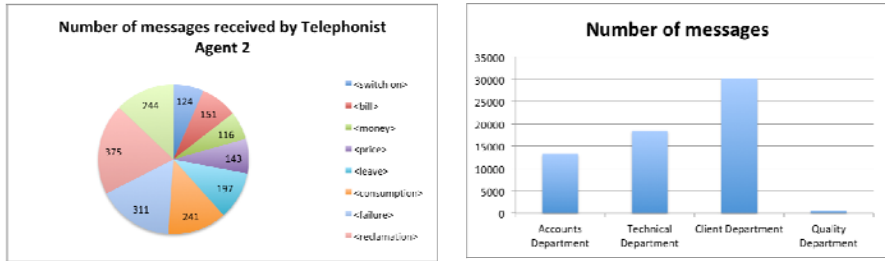 Number of messages received by Telephonist
Agent 2
124
151
116
143
197
241
311
375
244
<switch on>
<bill>
<money>
<price>
<leave>
<consumption>
<failure>
<reclamation>
Number of messages
35000
30000
25000
20000
15000
10000
5000
0
Accounts
Department
Technical
Department
Client Department
Quality
Department